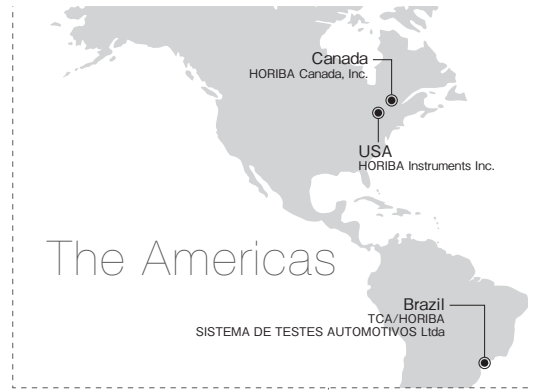 Canada
HORIBA Canada, Inc.
USA
HORIBA Instruments Inc.
The Americas
Brazil
TCA/HORIBA
SISTEMA DE TESTES AUTOMOTIVOS Ltda